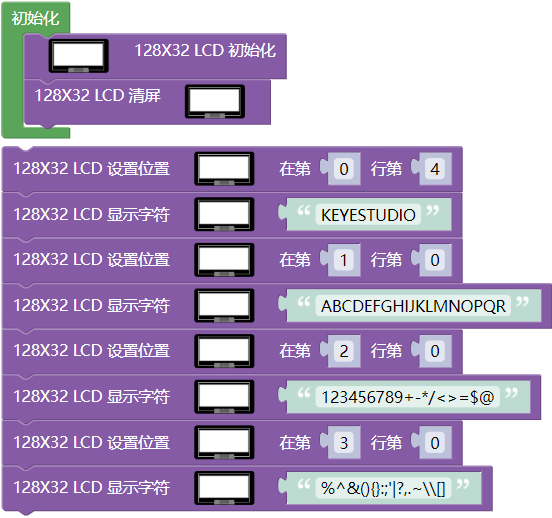 初始化
128X32 LCD 初始化
128X32 LCD 清屏
128X32 LCD 设置位置 在第 0 行第 4
128X32 LCD 显示字符 “ KEYESTUDIO ”
128X32 LCD 设置位置 在第 1 行第 0
128X32 LCD 显示字符 “ ABCDEFGHIJKLMNOPQR ”
128X32 LCD 设置位置 在第 2 行第 0
128X32 LCD 显示字符 “ 123456789+-*/<>=$@ ”
128X32 LCD 设置位置 在第 3 行第 0
128X32 LCD 显示字符 “ %^&(){}:;'|?,.~\\[] ”